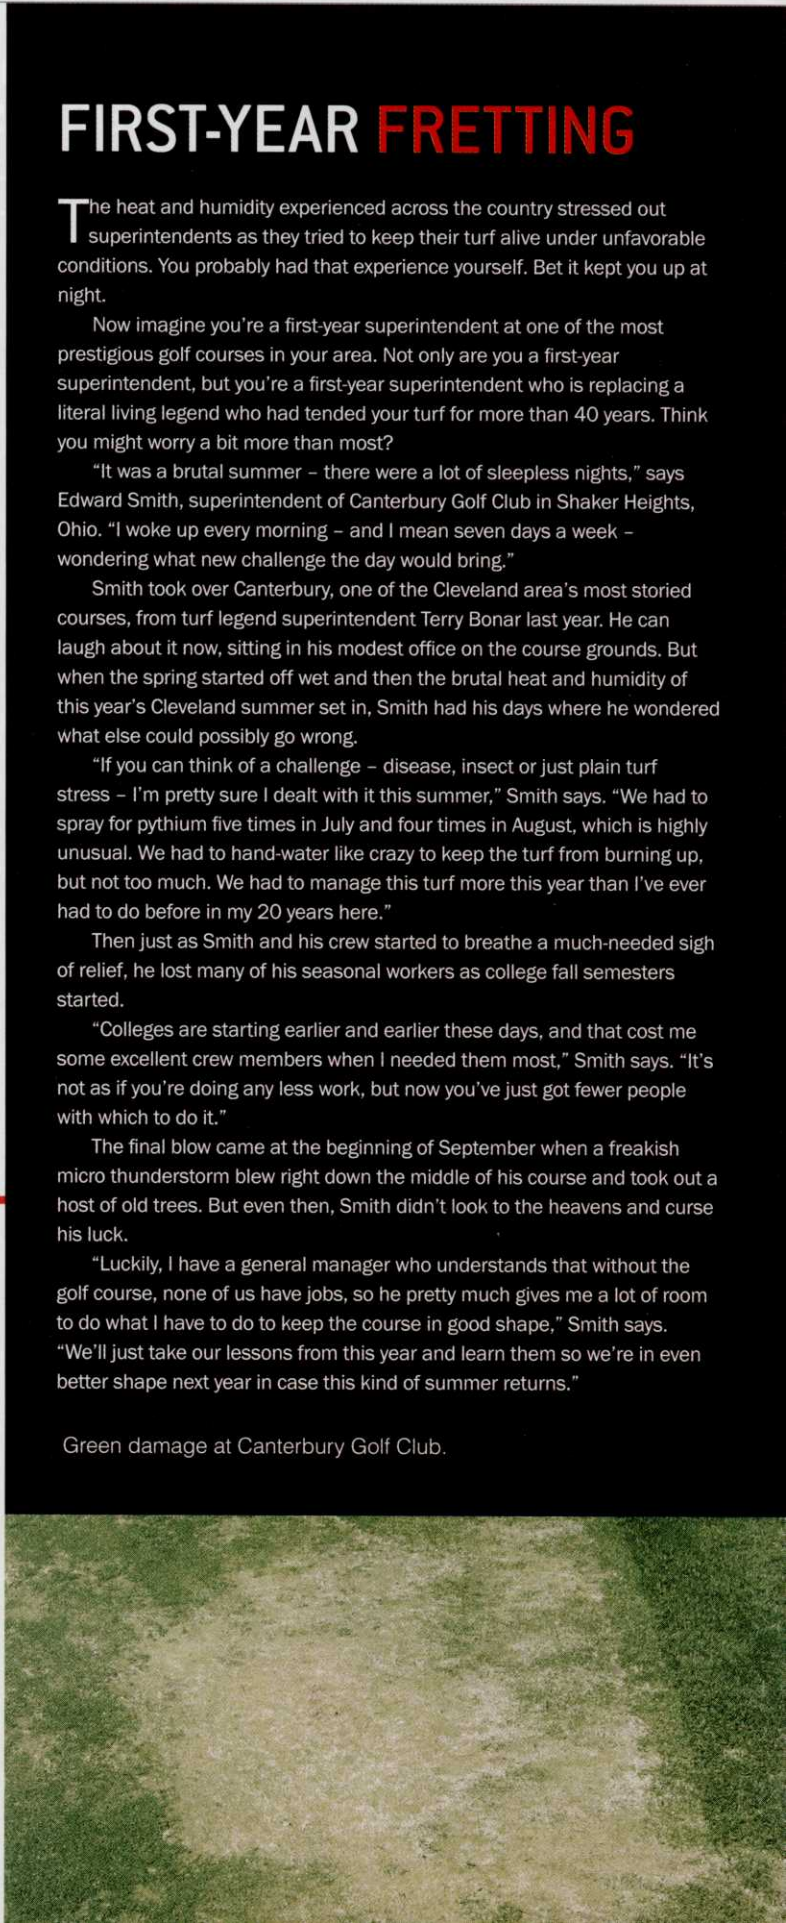 FIRST-YEAR FRETTING
The heat and humidity experienced across the country stressed out
superintendents as they tried to keep their turf alive under unfavorable
conditions. You probably had that experience yourself. Bet it kept you up at
night.
Now imagine you're a first-year superintendent at one of the most
prestigious golf courses in your area. Not only are you a first-year
superintendent, but you're a first-year superintendent who is replacing a
literal living legend who had tended your turf for more than 40 years. Think
you might worry a bit more than most?
“It was a brutal summer – there were a lot of sleepless nights,” says
Edward Smith, superintendent of Canterbury Golf Club in Shaker Heights,
Ohio. “I woke up every morning – and I mean seven days a week –
wondering what new challenge the day would bring.”
Smith took over Canterbury, one of the Cleveland area's most storied
courses, from turf legend superintendent Terry Bonar last year. He can
laugh about it now, sitting in his modest office on the course grounds. But
when the spring started off wet and then the brutal heat and humidity of
this year's Cleveland summer set in, Smith had his days where he wondered
what else could possibly go wrong.
“If you can think of a challenge – disease, insect or just plain turf
stress – I'm pretty sure I dealt with it this summer,” Smith says. “We had to
spray for pythium five times in July and four times in August, which is highly
unusual. We had to hand-water like crazy to keep the turf from burning up,
but not too much. We had to manage this turf more this year than I've ever
had to do before in my 20 years here.”
Then just as Smith and his crew started to breathe a much-needed sigh
of relief, he lost many of his seasonal workers as college fall semesters
started.
“Colleges are starting earlier and earlier these days, and that cost me
some excellent crew members when I needed them most,” Smith says. “It's
not as if you're doing any less work, but now you've just got fewer people
with which to do it.”
The final blow came at the beginning of September when a freakish
micro thunderstorm blew right down the middle of his course and took out a
host of old trees. But even then, Smith didn't look to the heavens and curse
his luck.
“Luckily, I have a general manager who understands that without the
golf course, none of us have jobs, so he pretty much gives me a lot of room
to do what I have to do to keep the course in good shape,” Smith says.
“We'll just take our lessons from this year and learn them so we're in even
better shape next year in case this kind of summer returns.”
Green damage at Canterbury Golf Club.